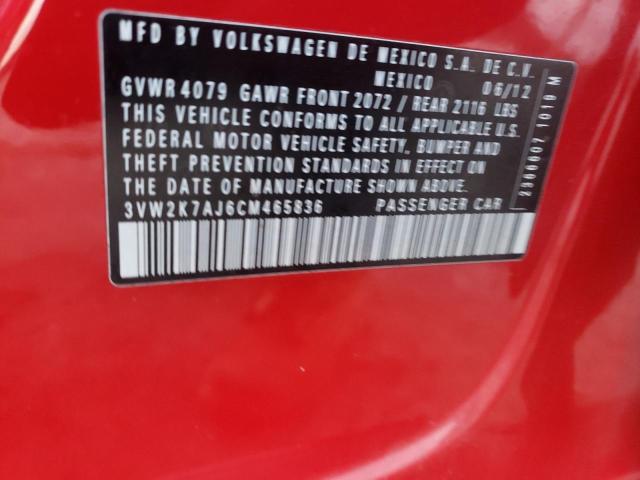 MFD BY VOLKSWAGEN DE MEXICO S.A. DE C.V.
MEXICO 06/12
GVWR 4079 GAWR FRONT 2072 / REAR 2116 LBS
THIS VEHICLE CONFORMS TO ALL APPLICABLE U.S.
FEDERAL MOTOR VEHICLE SAFETY, BUMPER AND
THEFT PREVENTION STANDARDS IN EFFECT ON
THE DATE OF MANUFACTURE SHOWN ABOVE.
3VW2K7AJ6CM465836 PASSENGER CAR
1019 M